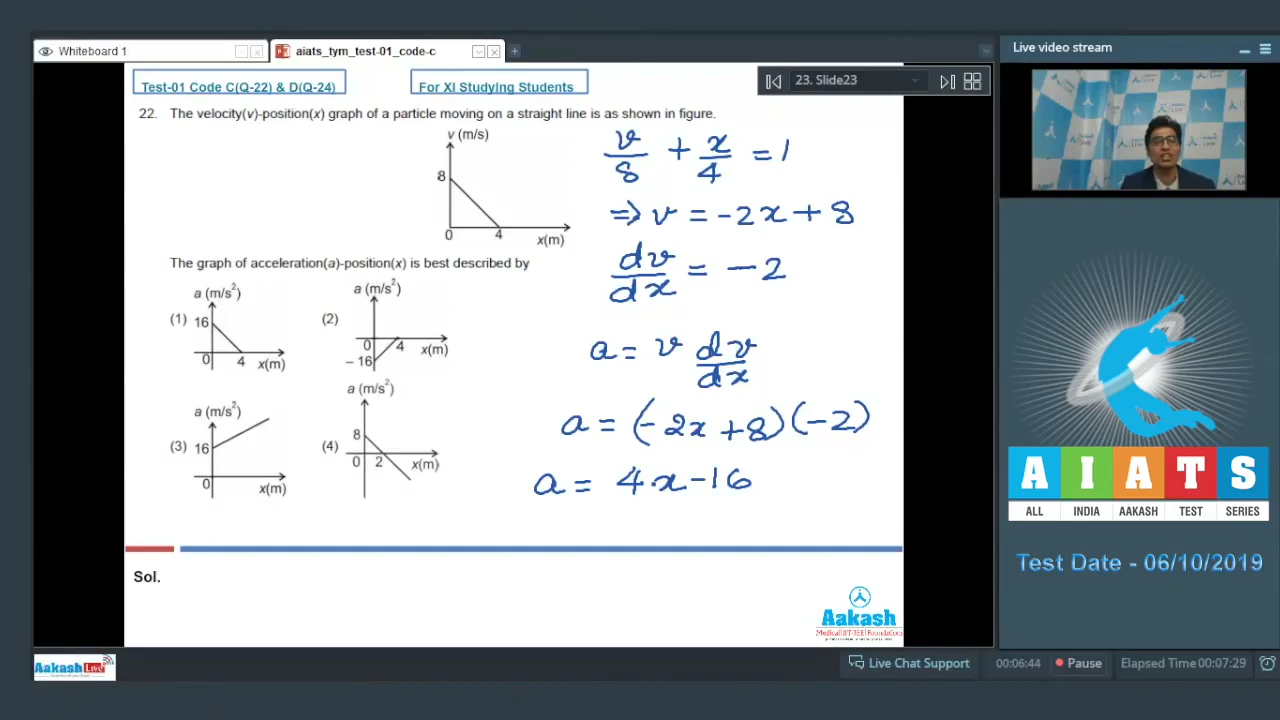 Whiteboard 1
aiats_tym_test-01_code-c
Live video stream
Test-01 Code C(Q-22) & D(Q-24)
For XI Studying Students
23. Slide23
22. The velocity(v)-position(x) graph of a particle moving on a straight line is as shown in figure.
v (m/s)
8
0
4
x(m)
v/8 + x/4 = 1
⇒ v = -2x + 8
dv/dx = -2
The graph of acceleration(a)-position(x) is best described by
(1)
a (m/s²)
16
0
4
x(m)
(2)
a (m/s²)
0
4
x(m)
– 16
a = v dv/dx
(3)
a (m/s²)
16
0
x(m)
(4)
a (m/s²)
8
0
2
x(m)
a = (-2x + 8)(-2)
a = 4x - 16
Sol.
Aakash
Medical|IIT-JEE|Foundations
AIATS
ALL INDIA AAKASH TEST SERIES
Test Date - 06/10/2019
Aakash Live
Live Chat Support
00:06:44
Pause
Elapsed Time 00:07:29